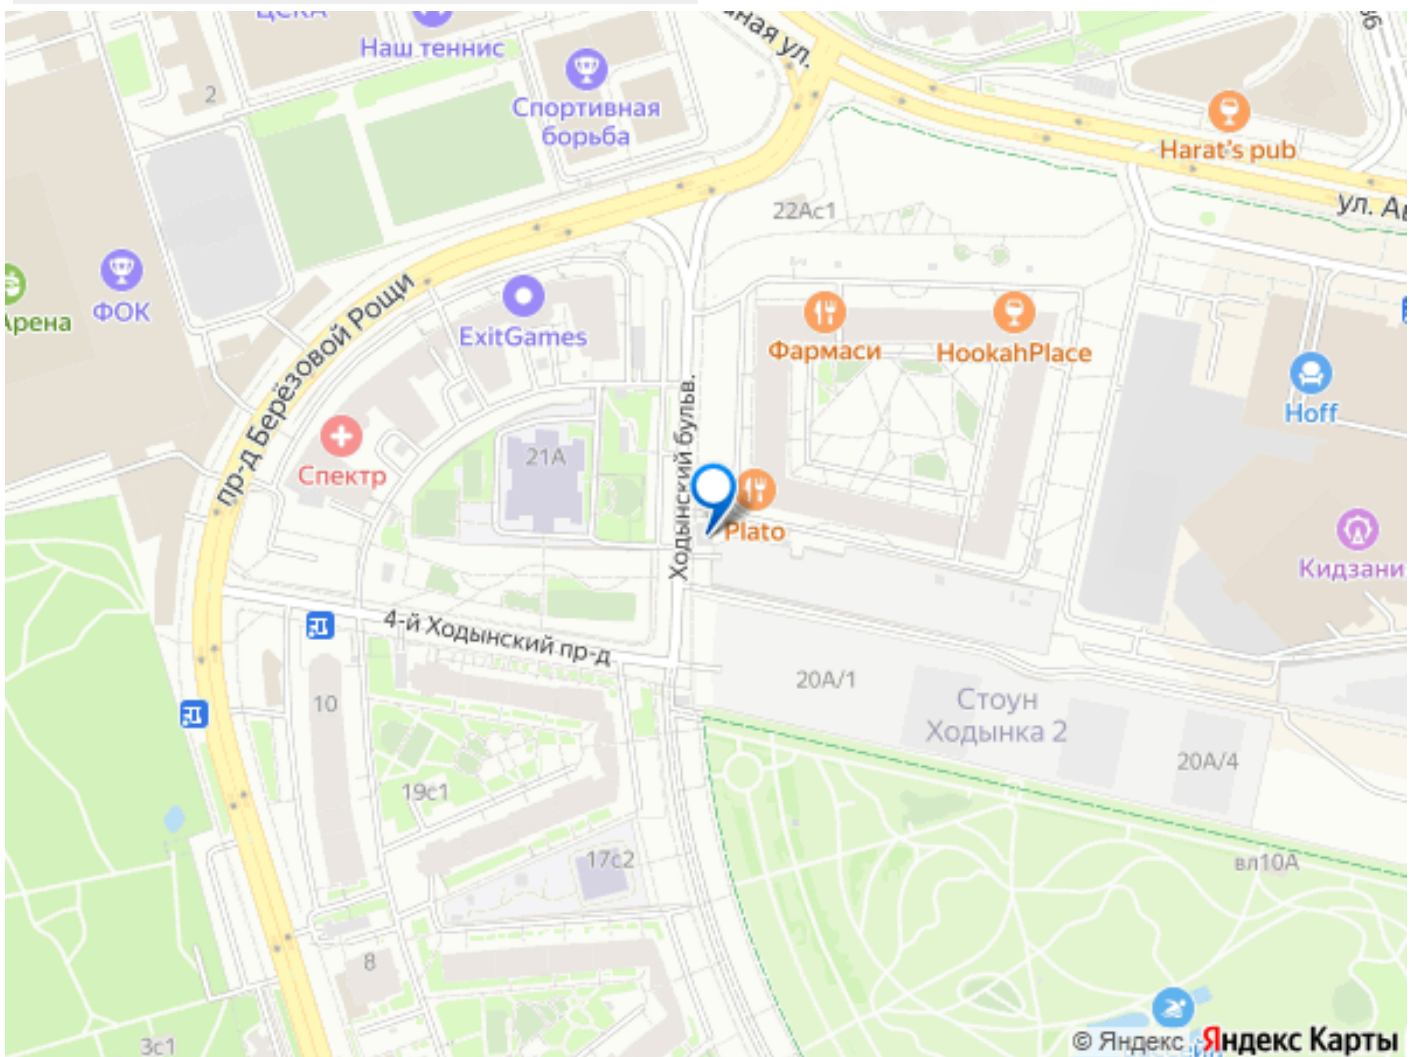 ЦСКА
Наш теннис
2
Спортивная
борьба
Harat's pub
ул.
22Ас1
ФОК
Арена
ExitGames
пр-д Берёзовой Рощи
Фармаси
HookahPlace
Hoff
Спектр
21А
Ходынский бульв.
Plato
Кидзани
4-й Ходынский пр-д
10
20А/1
Стоун
Ходынка 2
20А/4
19с1
17с2
вл10А
8
3с1
© Яндекс Яндекс Карты